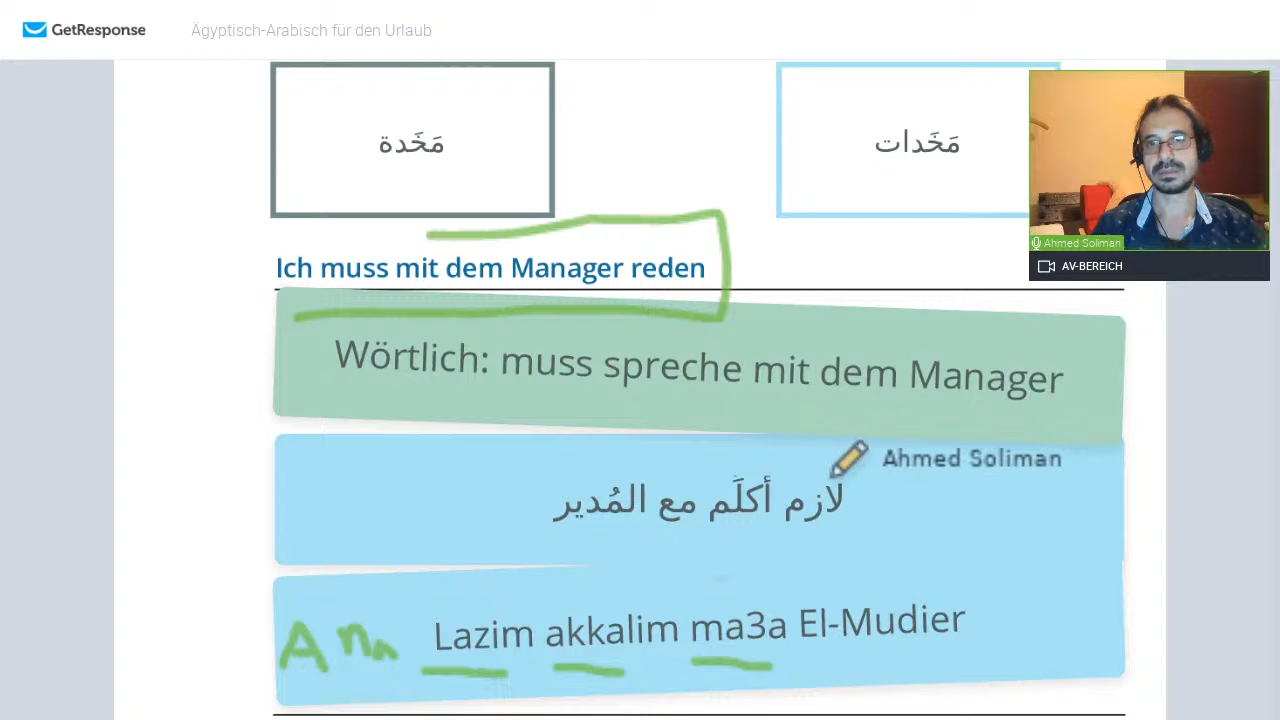 GetResponse Ägyptisch-Arabisch für den Urlaub
مَخَدة
مَخَدات
Ahmed Soliman
AV-BEREICH
Ich muss mit dem Manager reden
Wörtlich: muss spreche mit dem Manager
Ahmed Soliman
لازم أكلَم مع المُدير
Ann Lazim akkalim ma3a El-Mudier